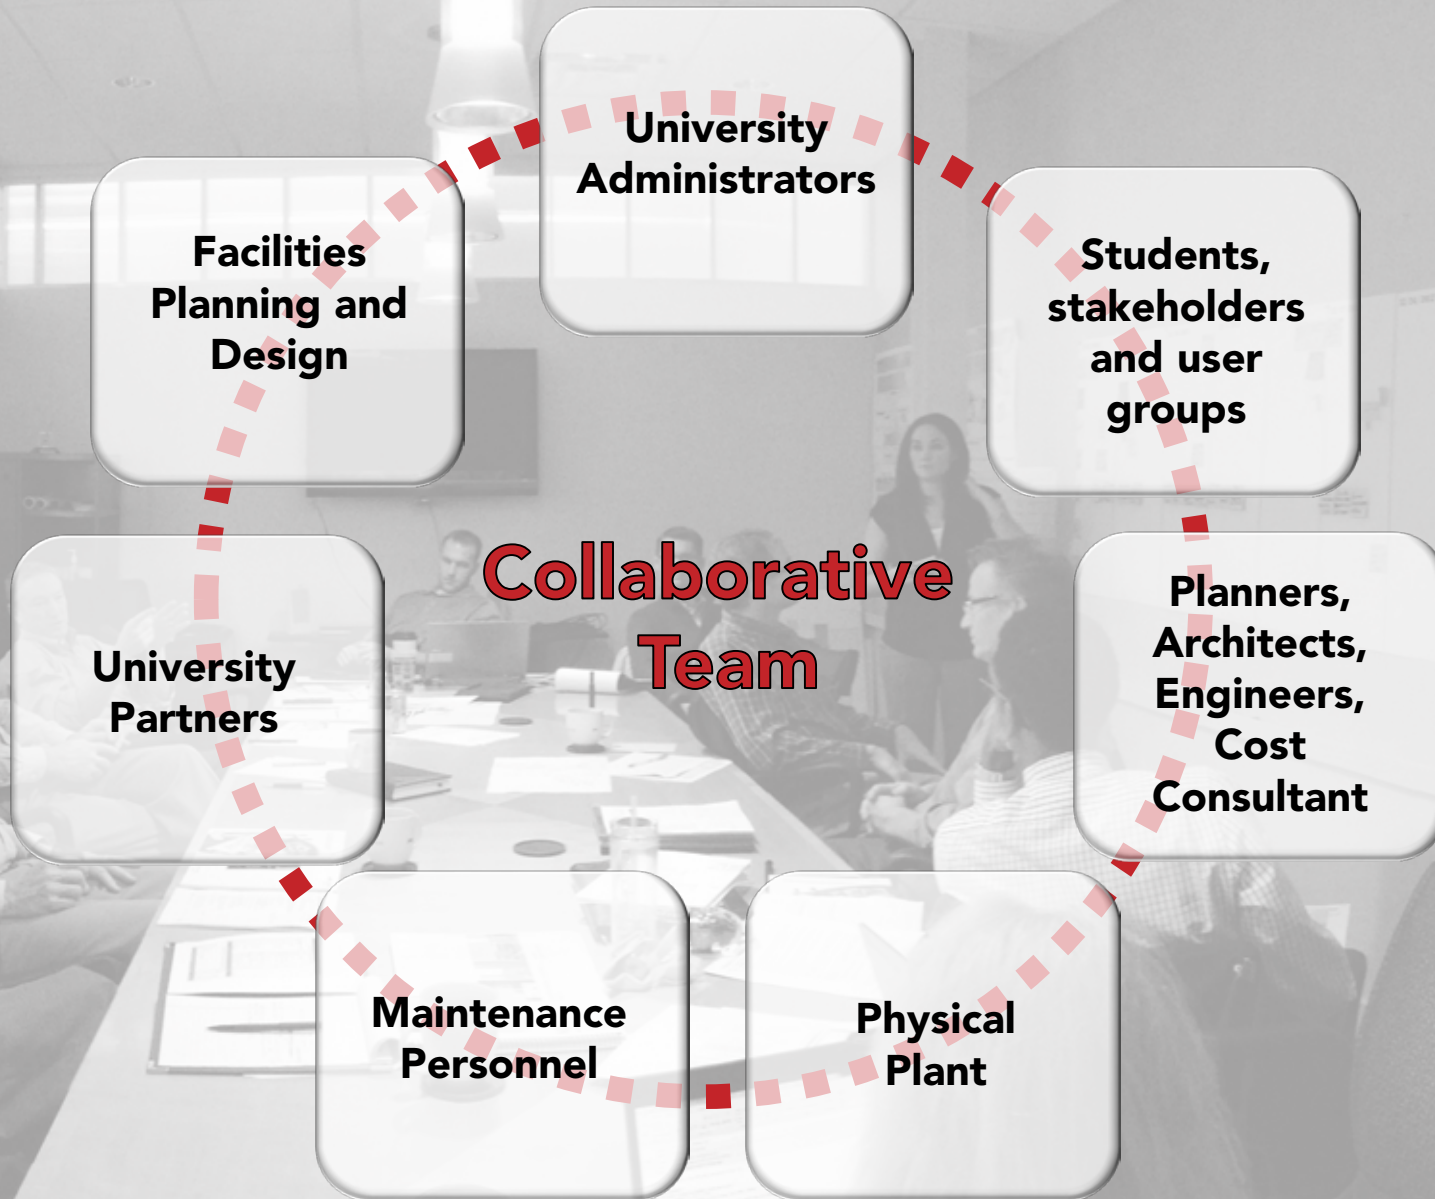 University
Administrators
Students,
stakeholders
and user
groups
Planners,
Architects,
Engineers,
Cost
Consultant
Physical
Plant
Maintenance
Personnel
University
Partners
Facilities
Planning and
Design
Collaborative
Team